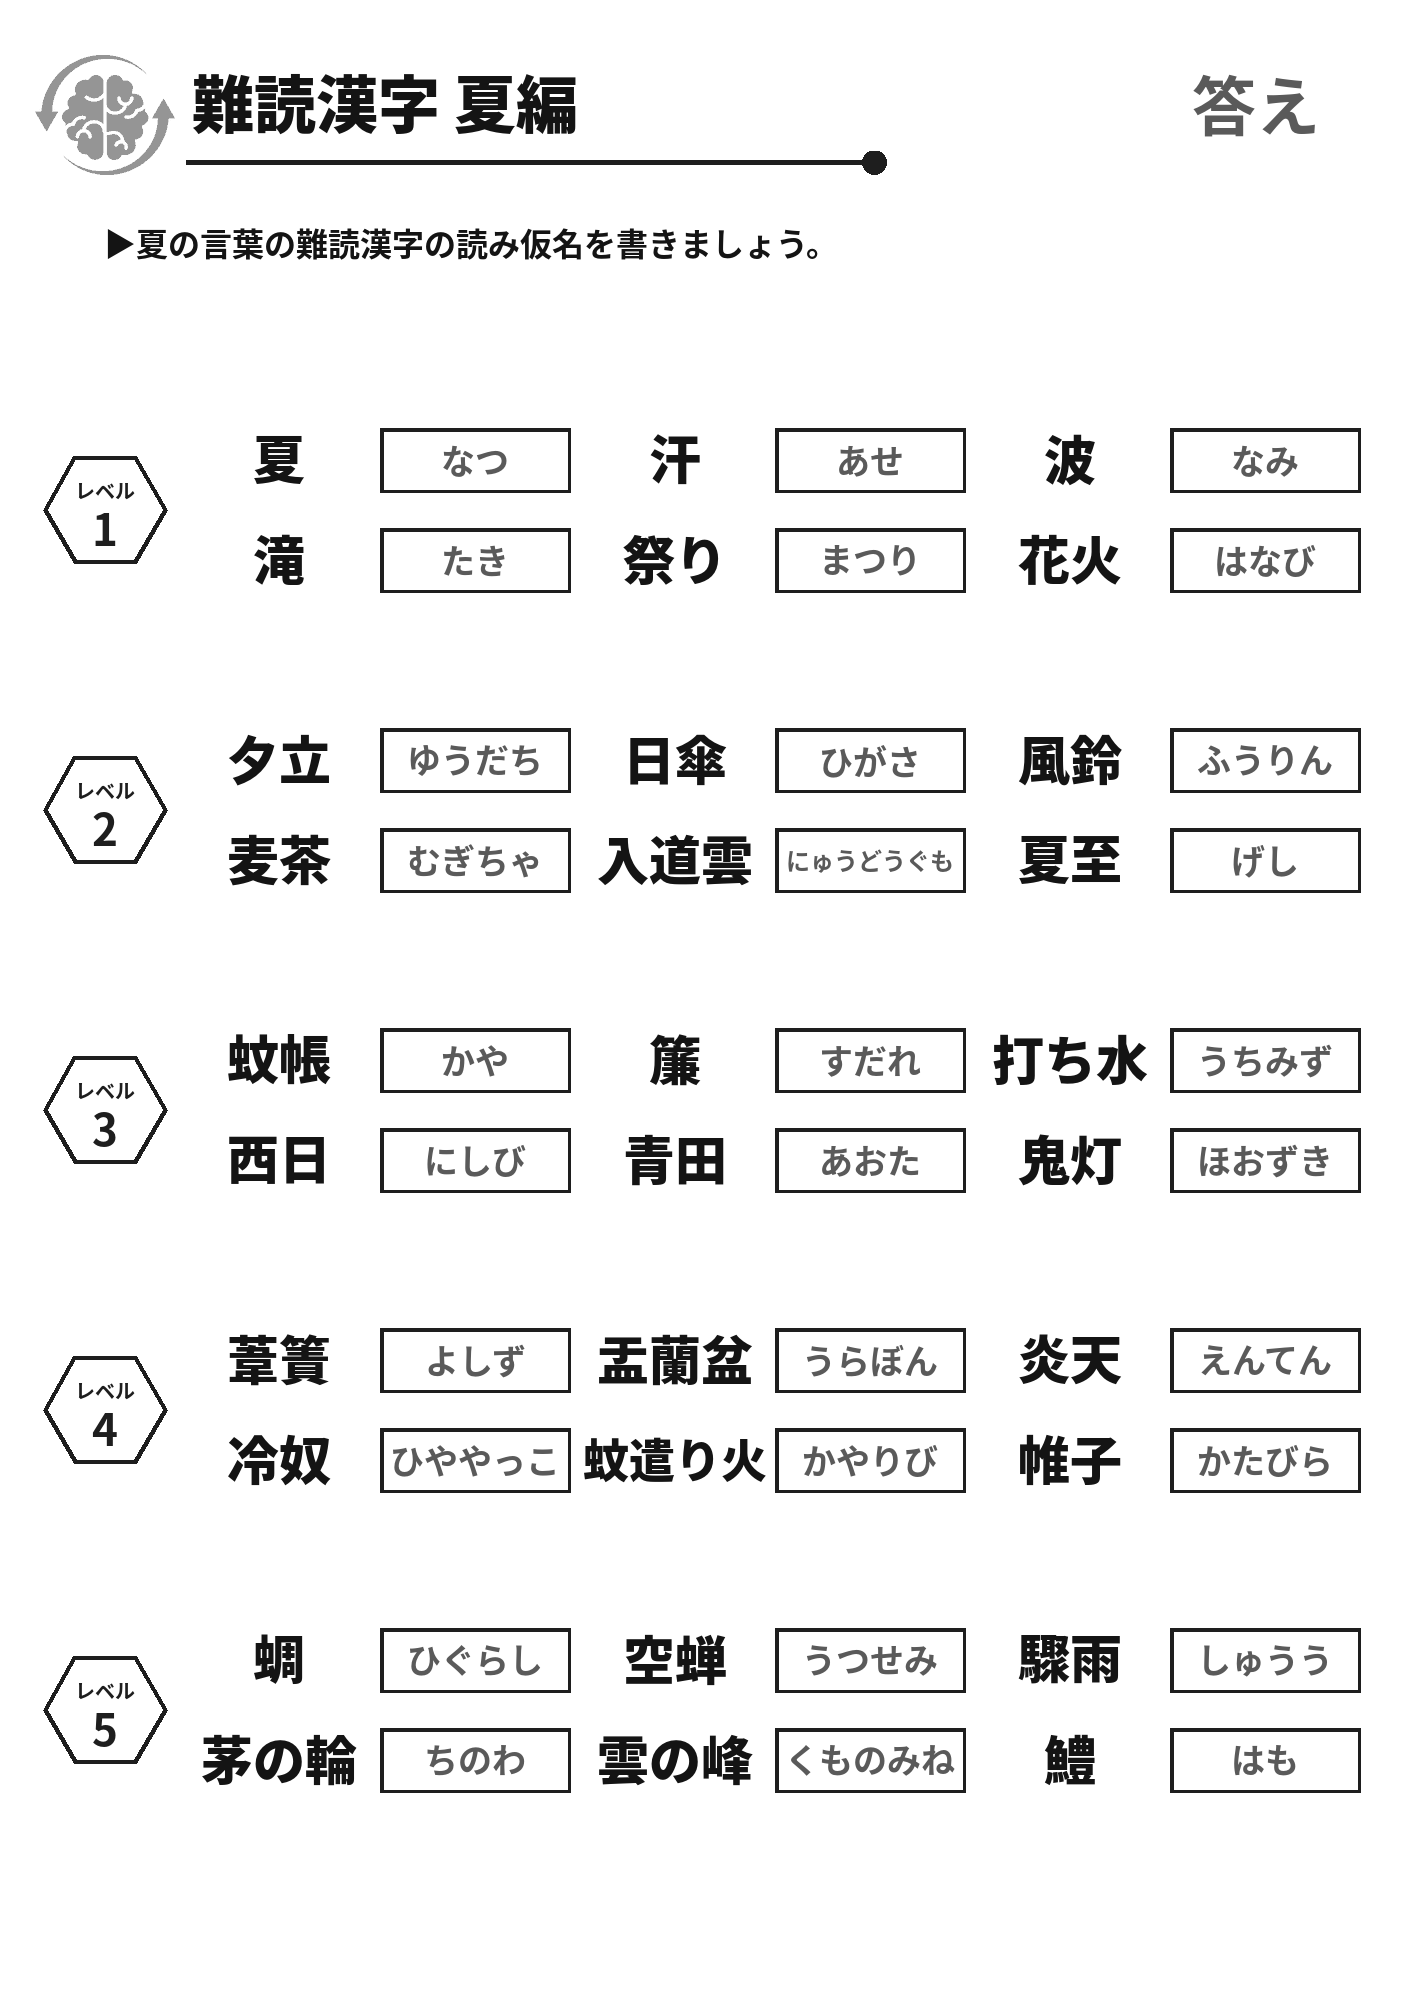 難読漢字 夏編
答え
▶夏の言葉の難読漢字の読み仮名を書きましょう。
レベル
1
夏 なつ 汗 あせ 波 なみ
滝 たき 祭り まつり 花火 はなび
レベル
2
夕立 ゆうだち 日傘 ひがさ 風鈴 ふうりん
麦茶 むぎちゃ 入道雲 にゅうどうぐも 夏至 げし
レベル
3
蚊帳 かや 簾 すだれ 打ち水 うちみず
西日 にしび 青田 あおた 鬼灯 ほおずき
レベル
4
葦簀 よしず 盂蘭盆 うらぼん 炎天 えんてん
冷奴 ひややっこ 蚊遣り火 かやりび 帷子 かたびら
レベル
5
蜩 ひぐらし 空蝉 うつせみ 驟雨 しゅうう
茅の輪 ちのわ 雲の峰 くものみね 鱧 はも